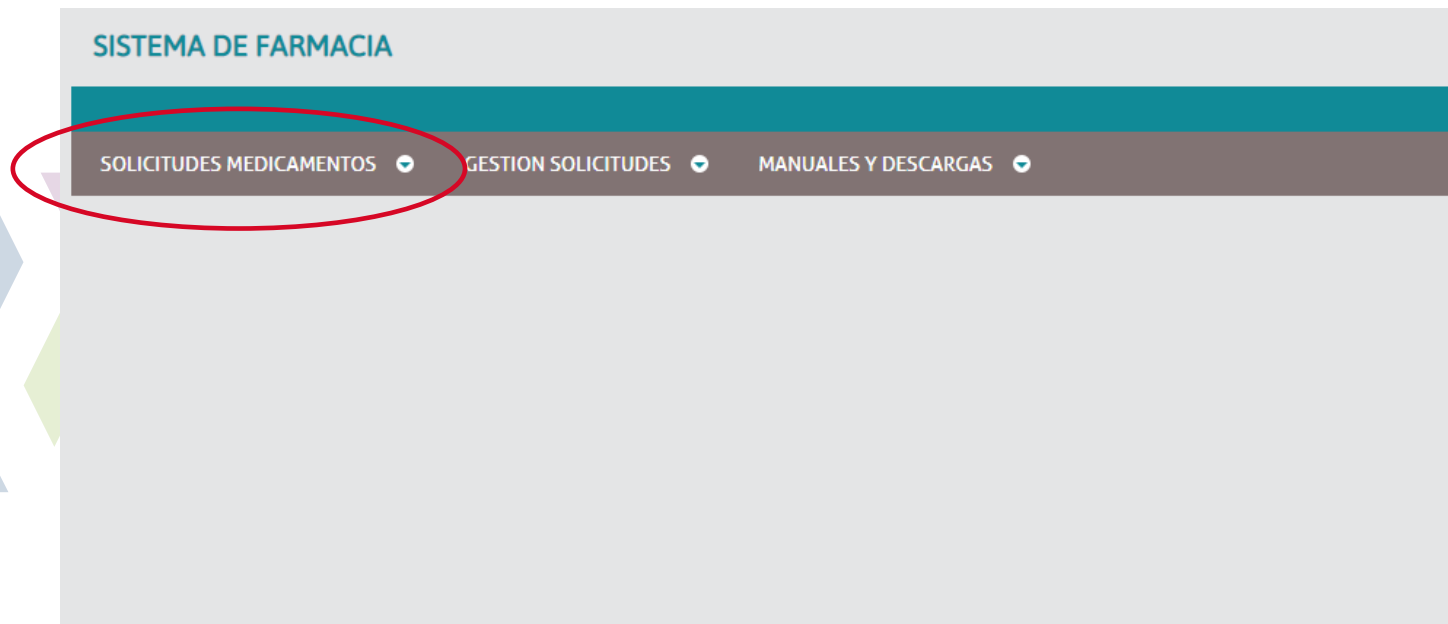 SISTEMA DE FARMACIA
SOLICITUDES MEDICAMENTOS GESTION SOLICITUDES MANUALES Y DESCARGAS